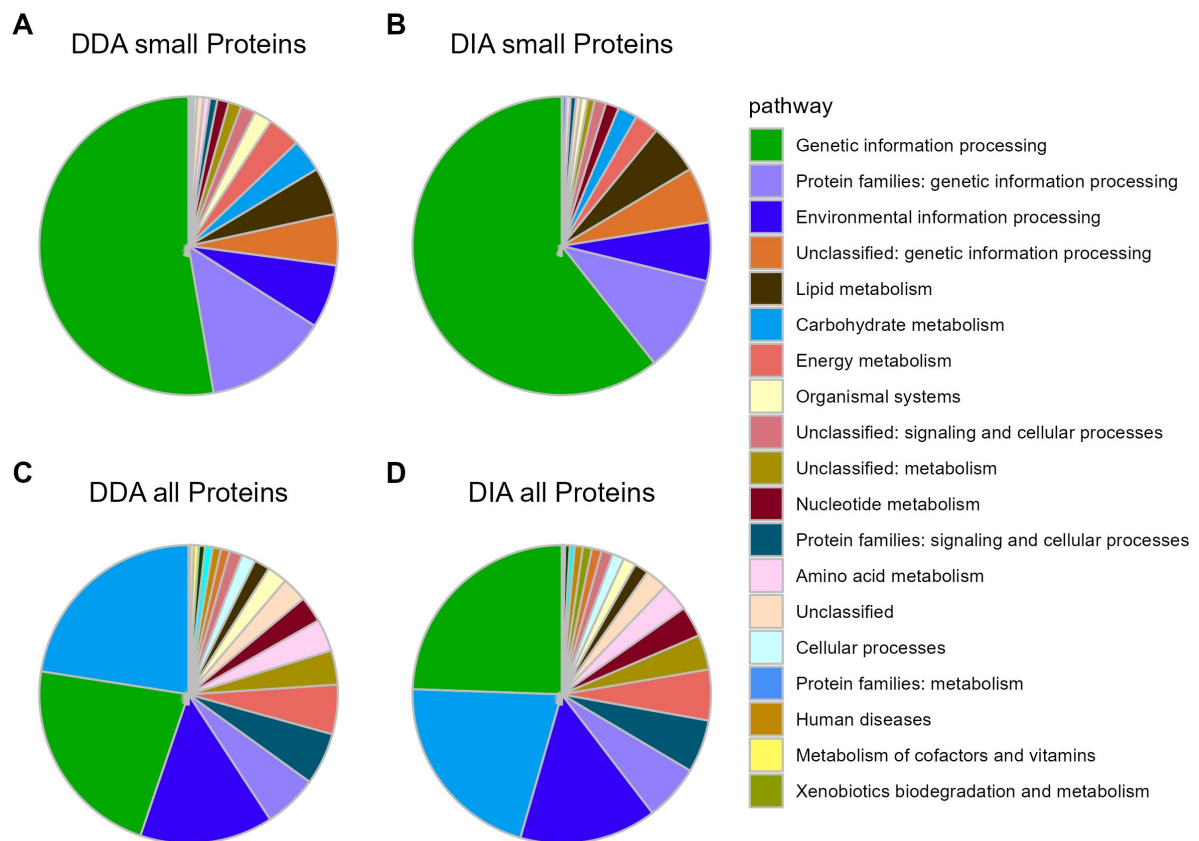 A
DDA small Proteins
B
DIA small Proteins
C
DDA all Proteins
D
DIA all Proteins
pathway
Genetic information processing
Protein families: genetic information processing
Environmental information processing
Unclassified: genetic information processing
Lipid metabolism
Carbohydrate metabolism
Energy metabolism
Organismal systems
Unclassified: signaling and cellular processes
Unclassified: metabolism
Nucleotide metabolism
Protein families: signaling and cellular processes
Amino acid metabolism
Unclassified
Cellular processes
Protein families: metabolism
Human diseases
Metabolism of cofactors and vitamins
Xenobiotics biodegradation and metabolism